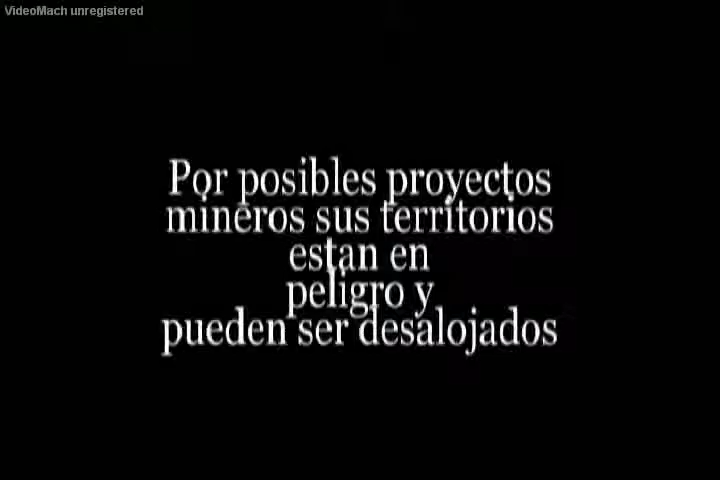 VideoMach unregistered
Por posibles proyectos
mineros sus territorios
estan en
peligro y
pueden ser desalojados